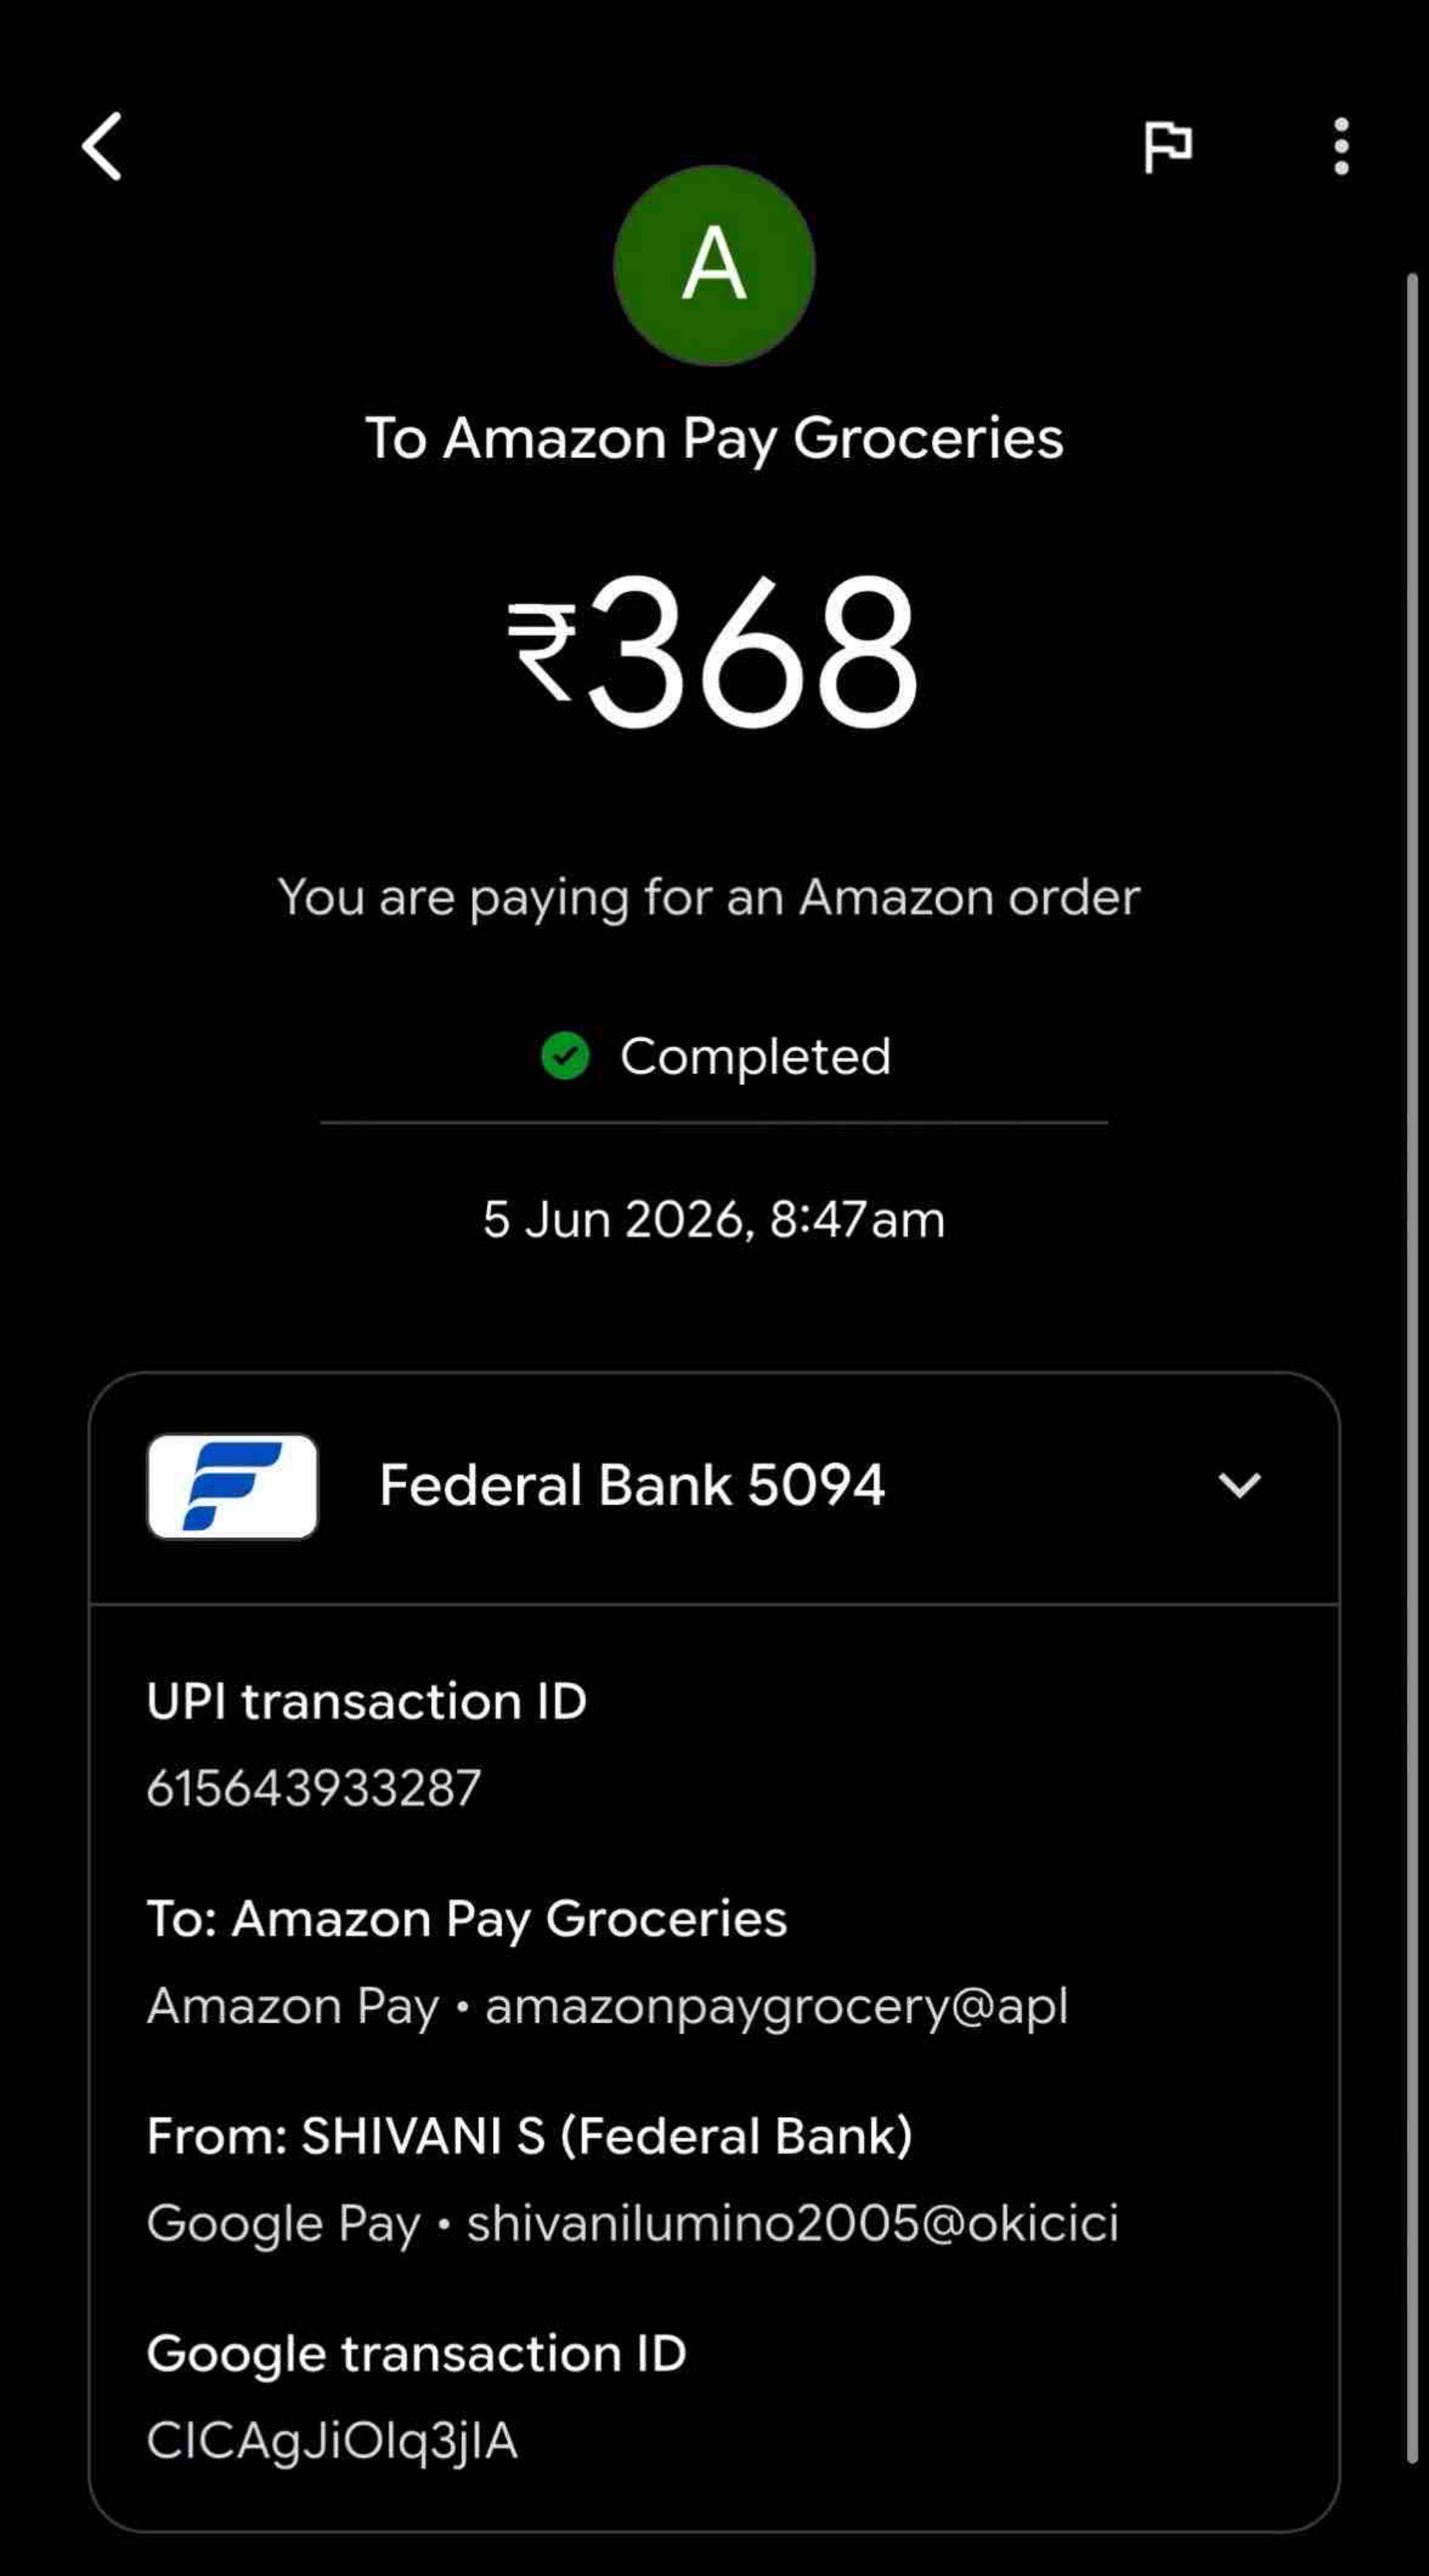 A
To Amazon Pay Groceries
₹368
You are paying for an Amazon order
Completed
5 Jun 2026, 8:47am
Federal Bank 5094
UPI transaction ID
615643933287
To: Amazon Pay Groceries
Amazon Pay • amazonpaygrocery@apl
From: SHIVANI S (Federal Bank)
Google Pay • shivanilumino2005@okicici
Google transaction ID
CICAgJiOlq3jIA